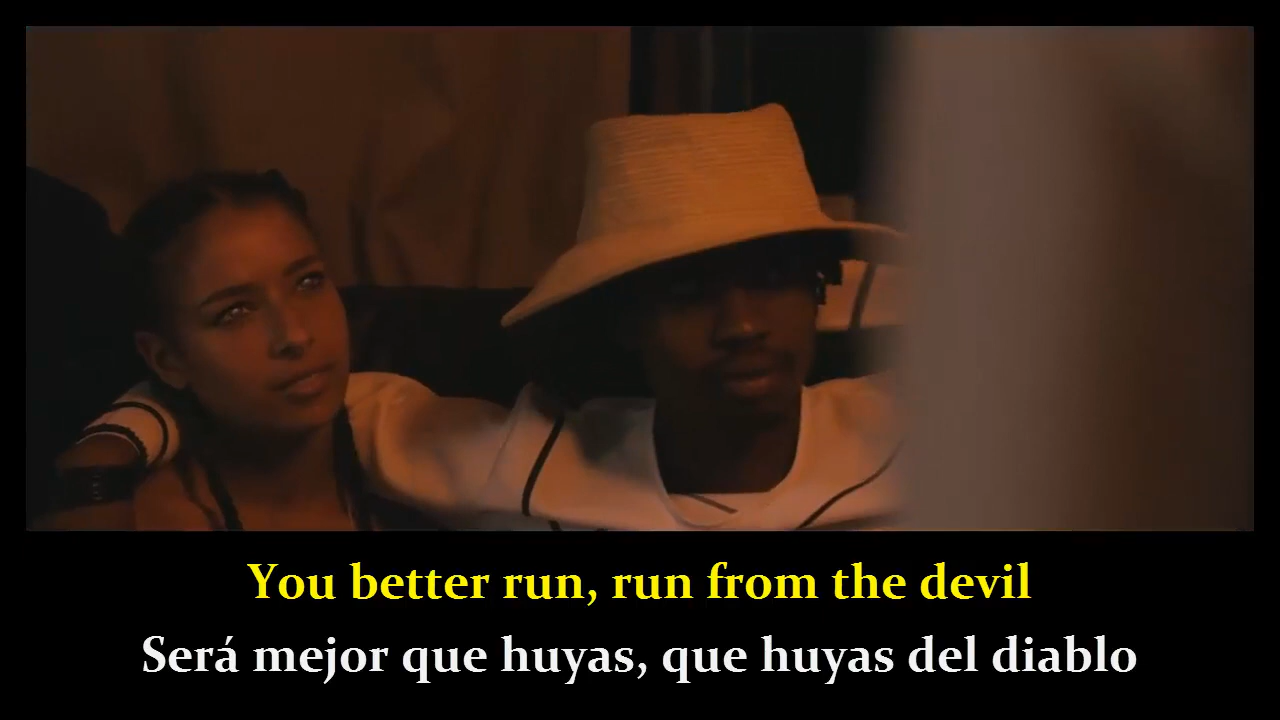 You better run, run from the devil
Será mejor que huyas, que huyas del diablo